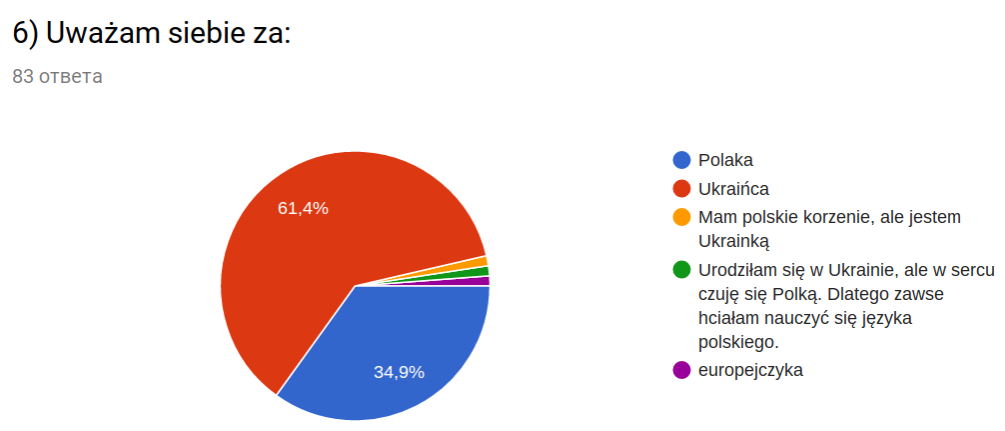 6) Uważam siebie za:
83 ответа
61,4%
34,9%
Polaka
Ukraińca
Mam polskie korzenie, ale jestem
Ukrainką
Urodziłam się w Ukrainie, ale w sercu
czuję się Polką. Dlatego zawse
hciałam nauczyć się języka
polskiego.
europejczyka